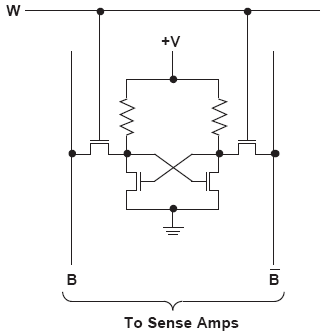 W
+V
B B̅
To Sense Amps